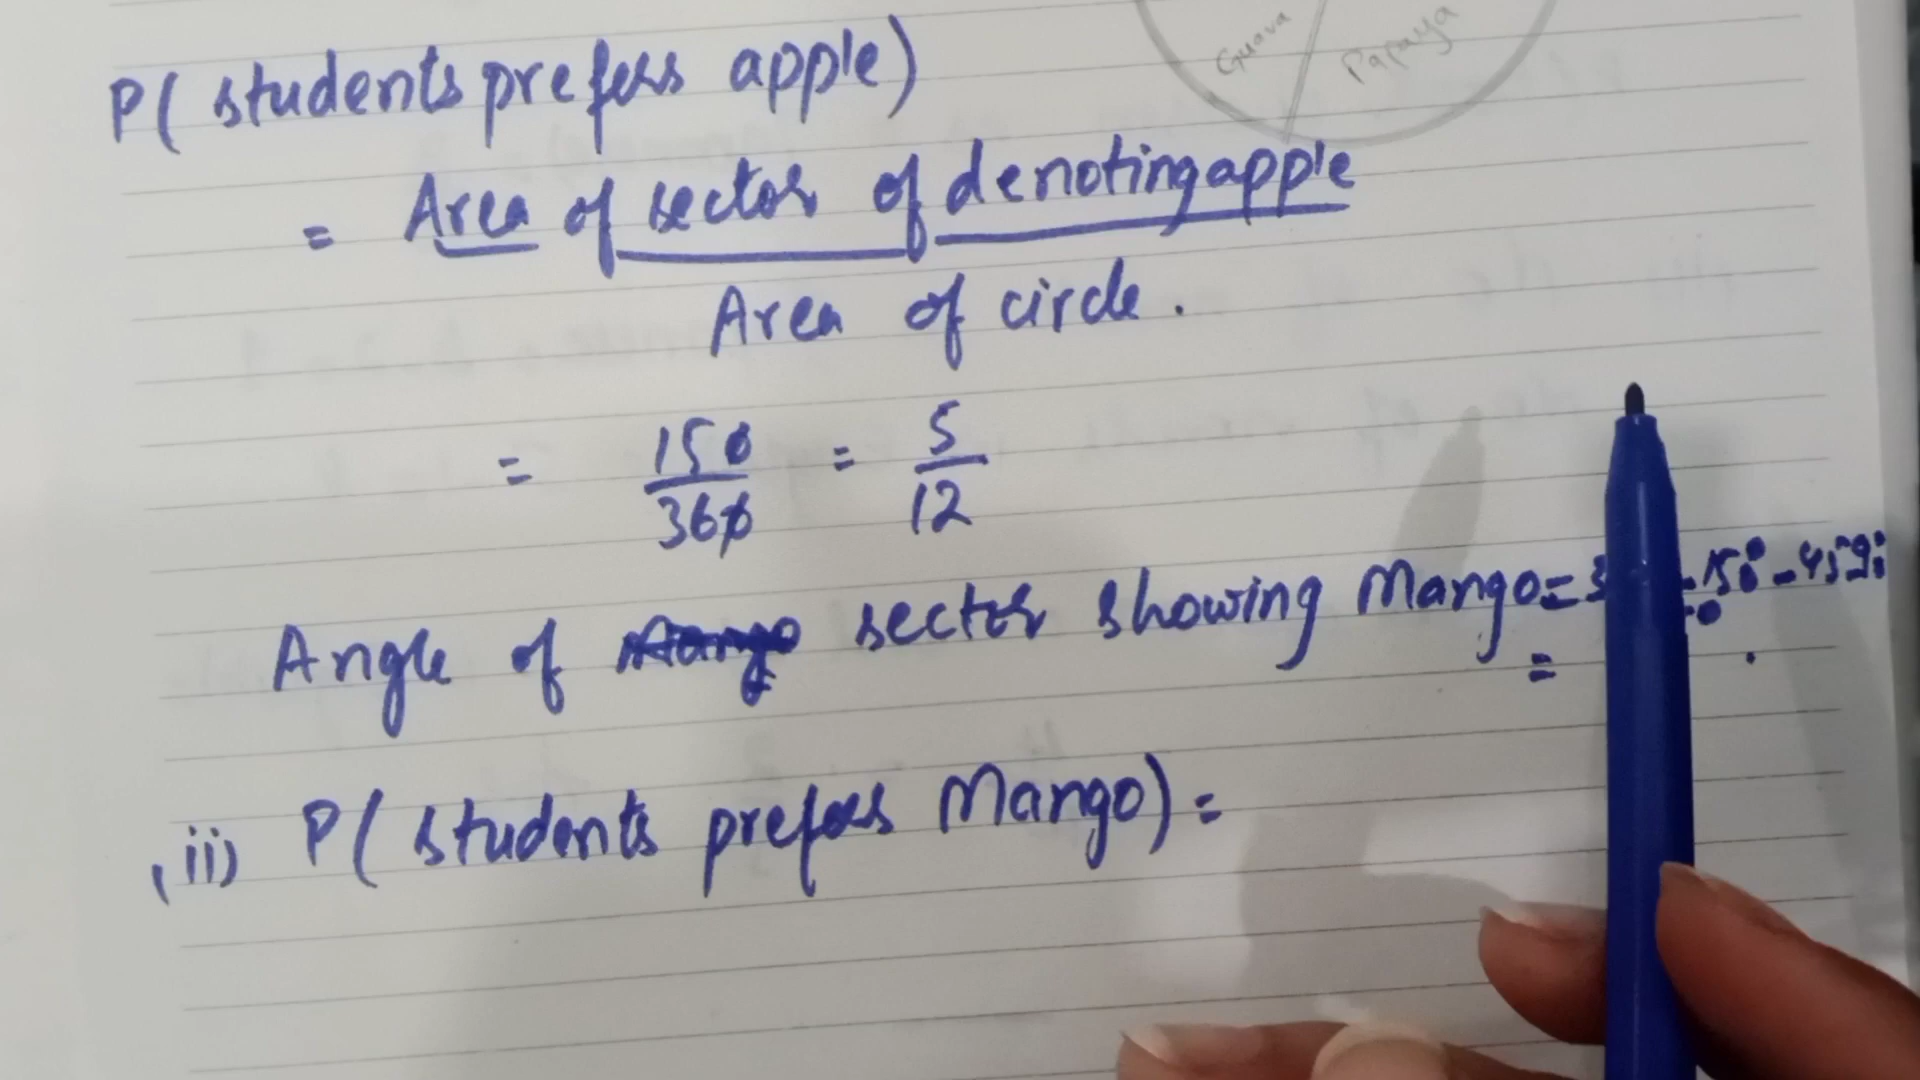 Guava
Papaya
P( students prefers apple)
= Area of sector of denoting apple
Area of circle.
= 150 = 5
360 12
Angle of sector showing Mango =
=
ii) P( students prefers Mango) =